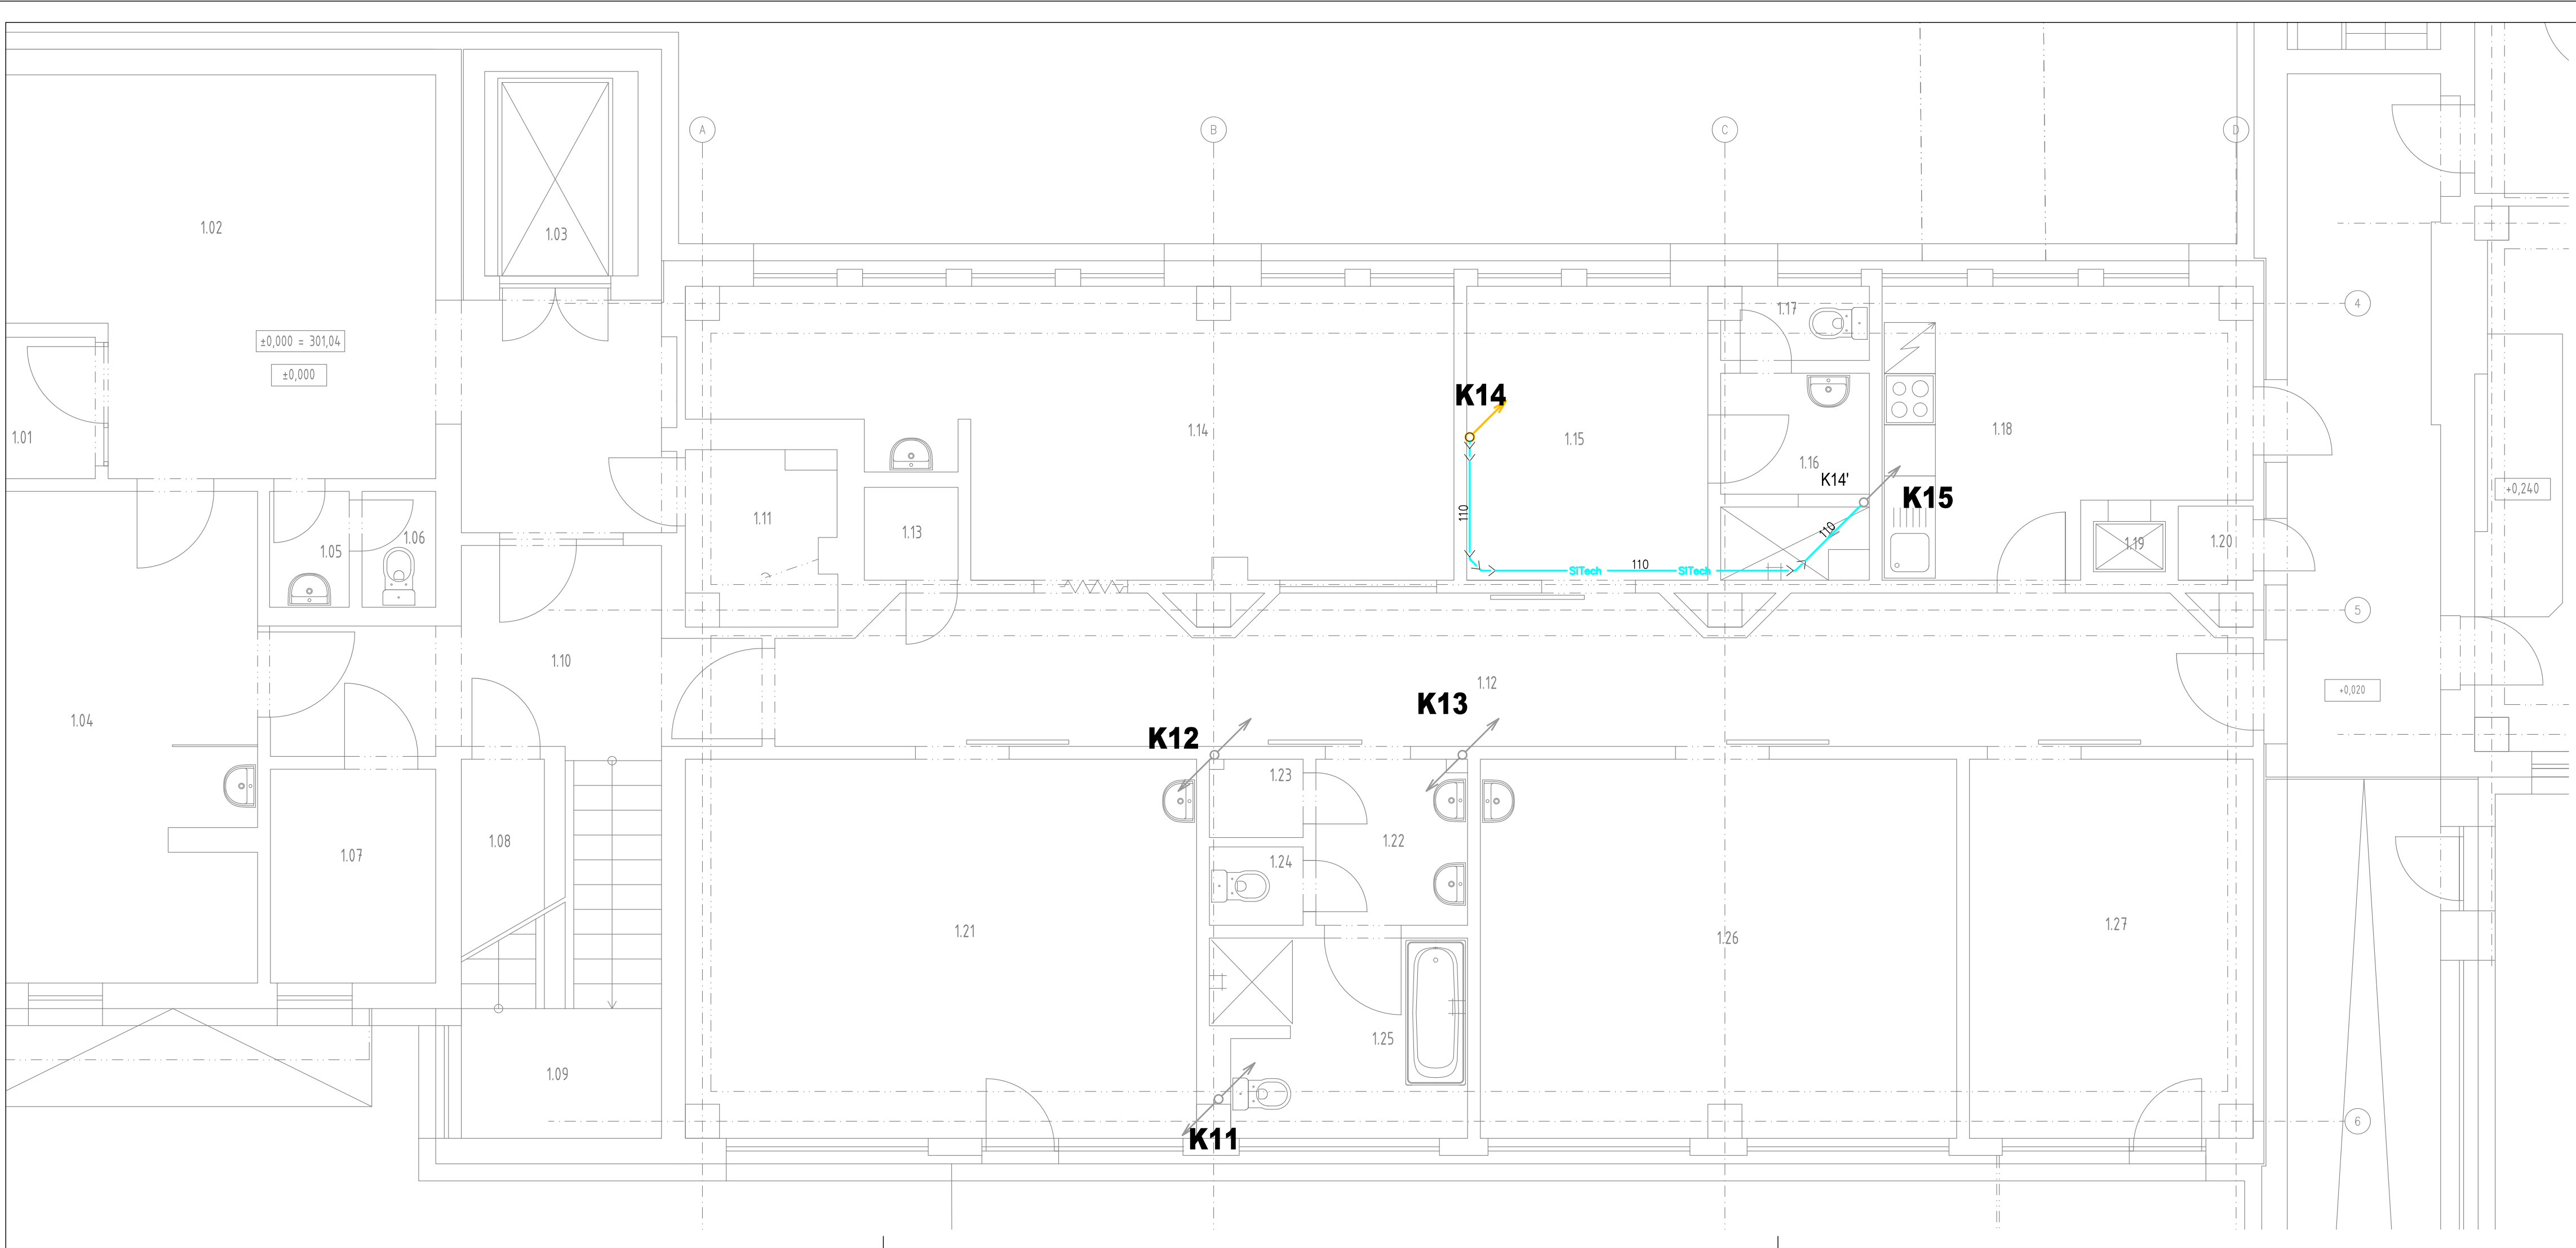 A
B
C
D
1.02
1.03
4
1.17
±0,000 = 301,04
±0,000
K14
1.01
1.14
1.15
1.18
1.16
K14'
K15
+0,240
1.11
1.13
110
110
1.05
1.06
1.19
1.20
SITech
110
SITech
5
1.10
1.12
K13
+0,020
1.04
K12
1.23
1.08
1.22
1.07
1.24
1.21
1.26
1.27
1.25
1.09
6
K11